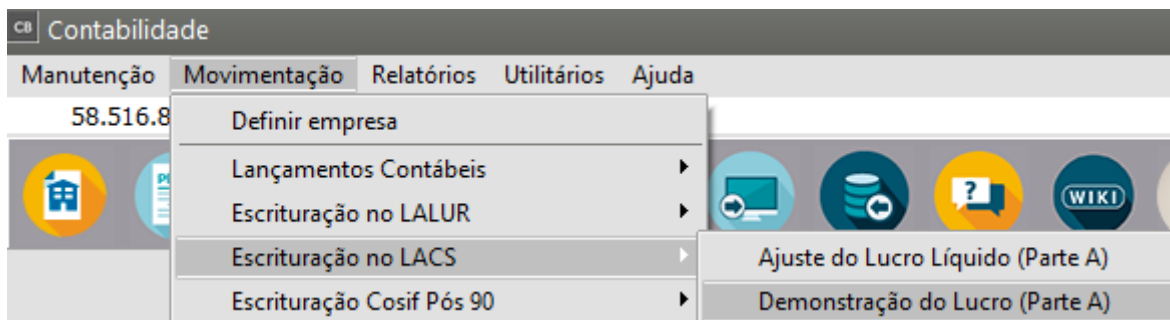 CB Contabilidade
Manutenção Movimentação Relatórios Utilitários Ajuda
58.516.8
Definir empresa
Lançamentos Contábeis
Escrituração no LALUR
WIKI
Escrituração no LACS
Ajuste do Lucro Líquido (Parte A)
Escrituração Cosif Pós 90
Demonstração do Lucro (Parte A)